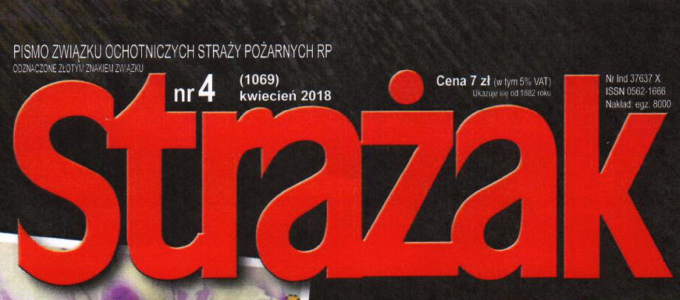 PISMO ZWIĄZKU OCHOTNICZYCH STRAŻY POŻARNYCH RP
ODZNACZONE ZŁOTYM ZNAKIEM ZWIĄZKU
nr 4 (1069)
kwiecień 2018
Cena 7 zł (w tym 5% VAT)
Ukazuje się od 1882 roku
Nr Ind 37637 X
ISSN 0562-1666
Nakład: egz. 8000
Strażak